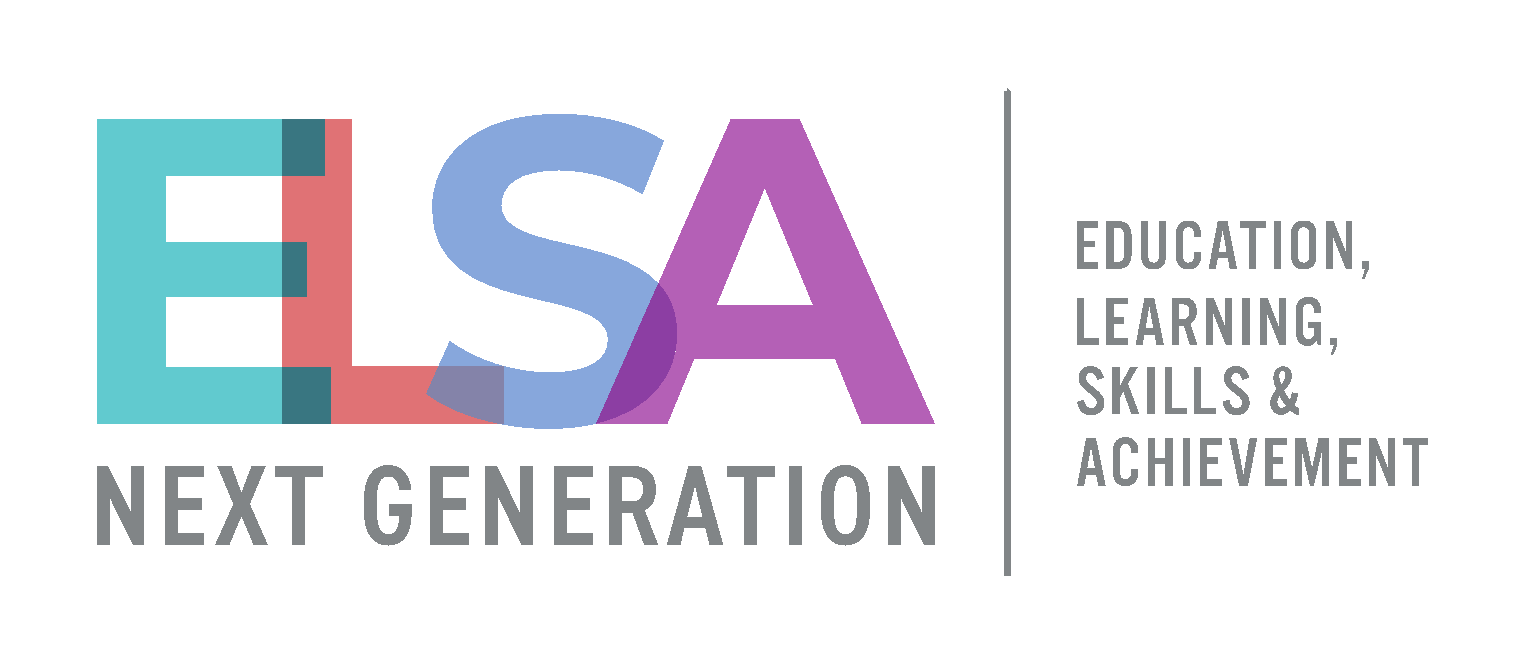 ELSA
NEXT GENERATION
EDUCATION,
LEARNING,
SKILLS &
ACHIEVEMENT